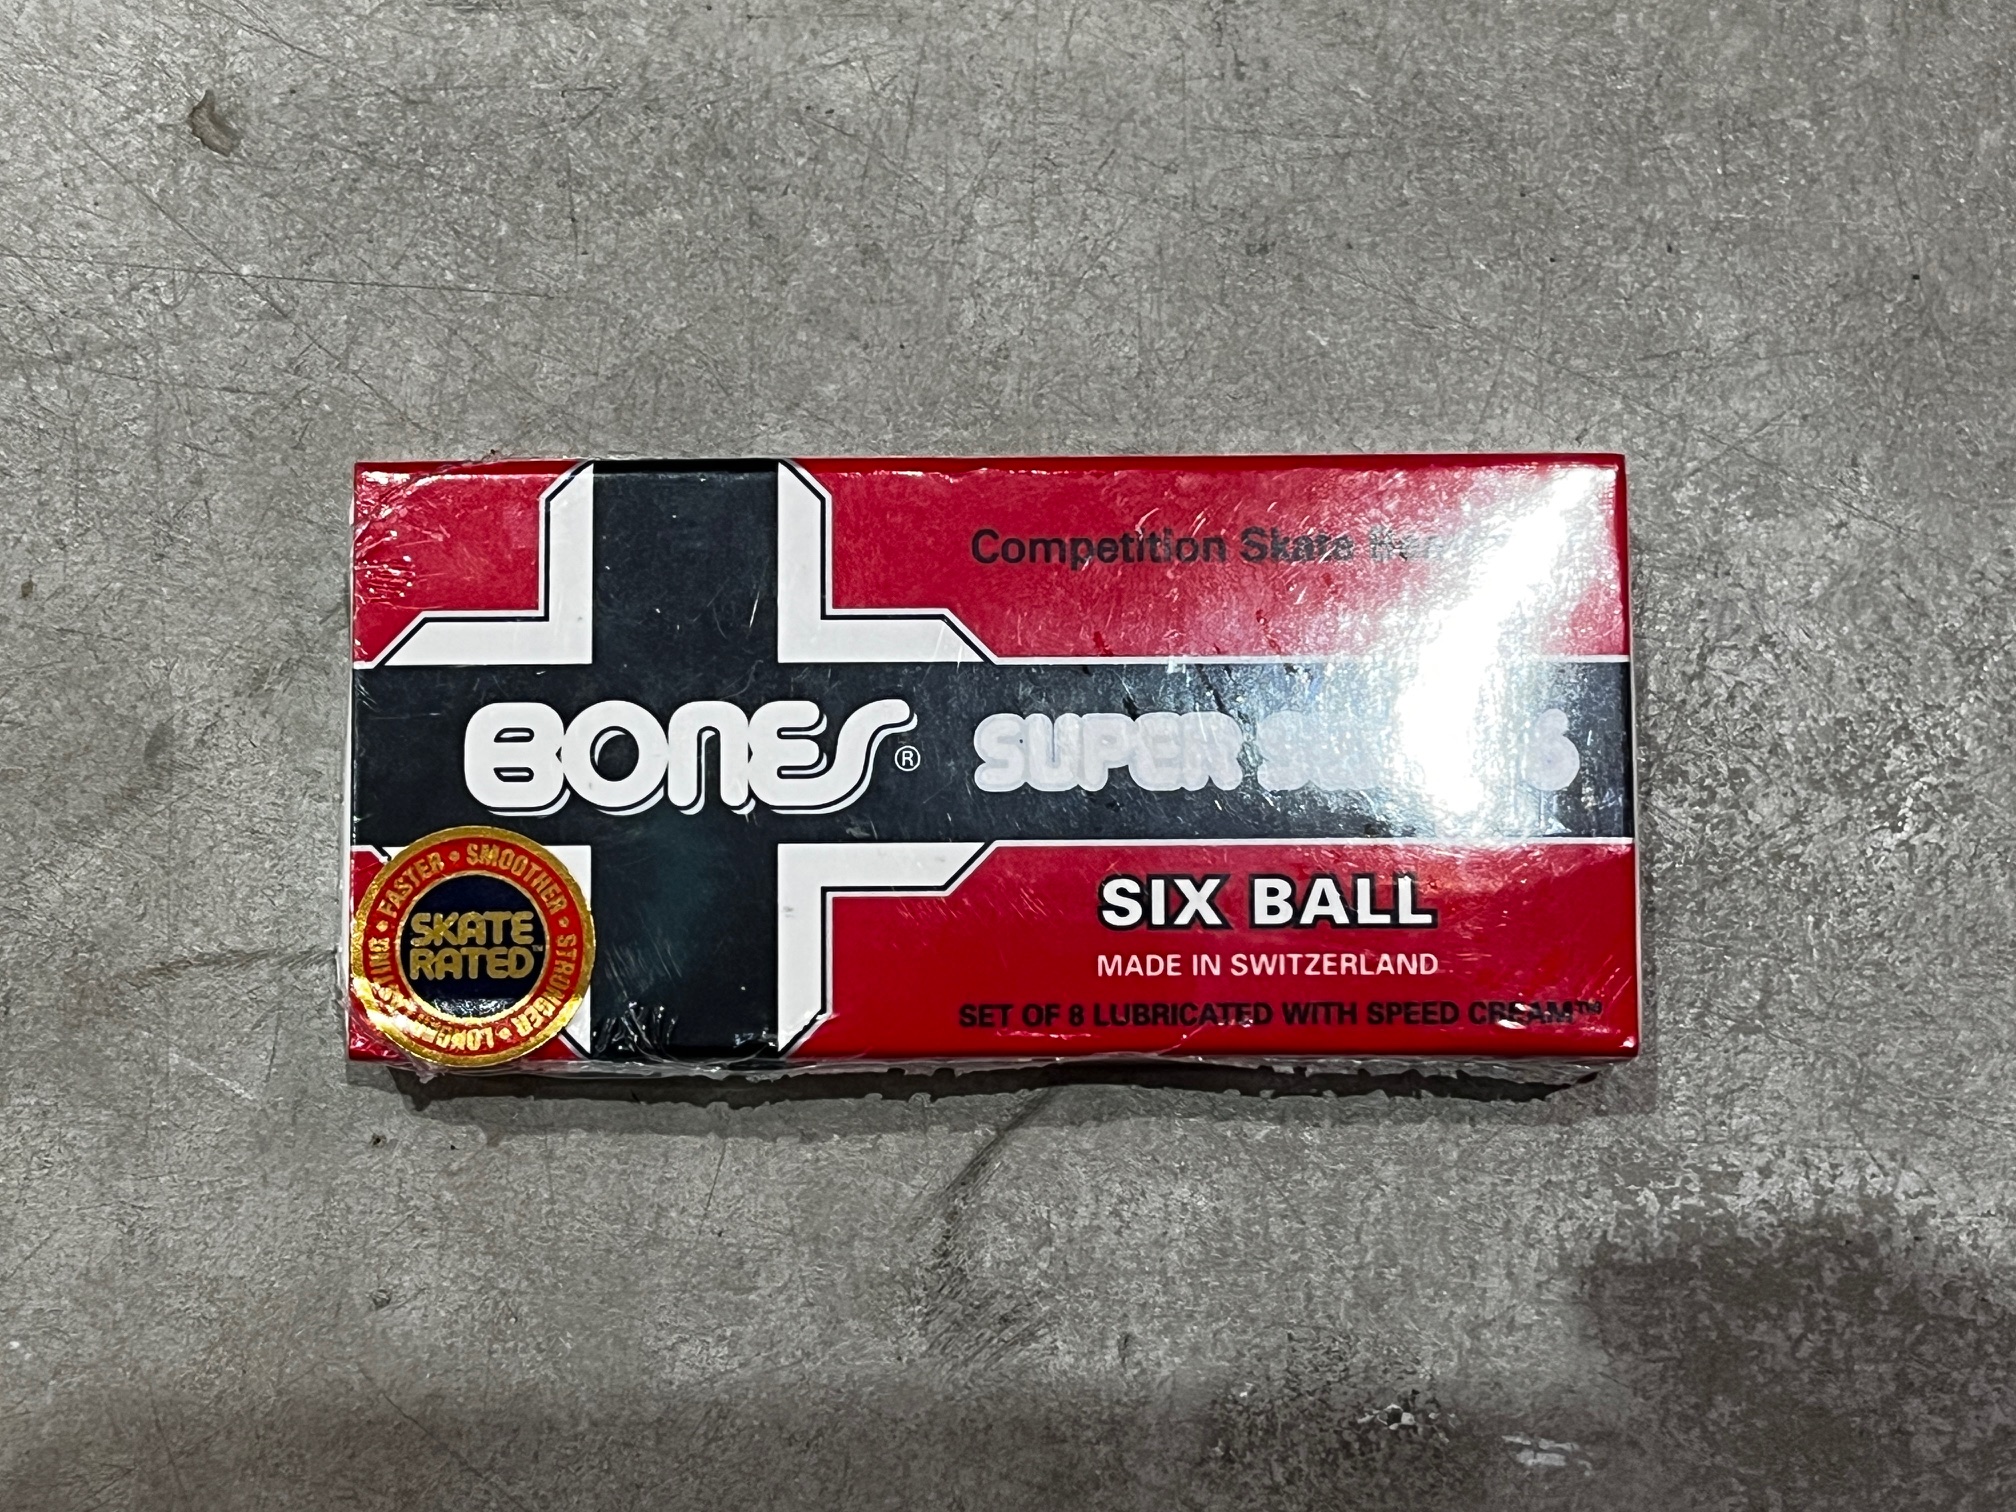 Competition Skate
BONES® SUPER
SIX BALL
MADE IN SWITZERLAND
SET OF 8 LUBRICATED WITH SPEED CREAM™
FASTER • SMOOTHER • STRONGER •
SKATE
RATED™